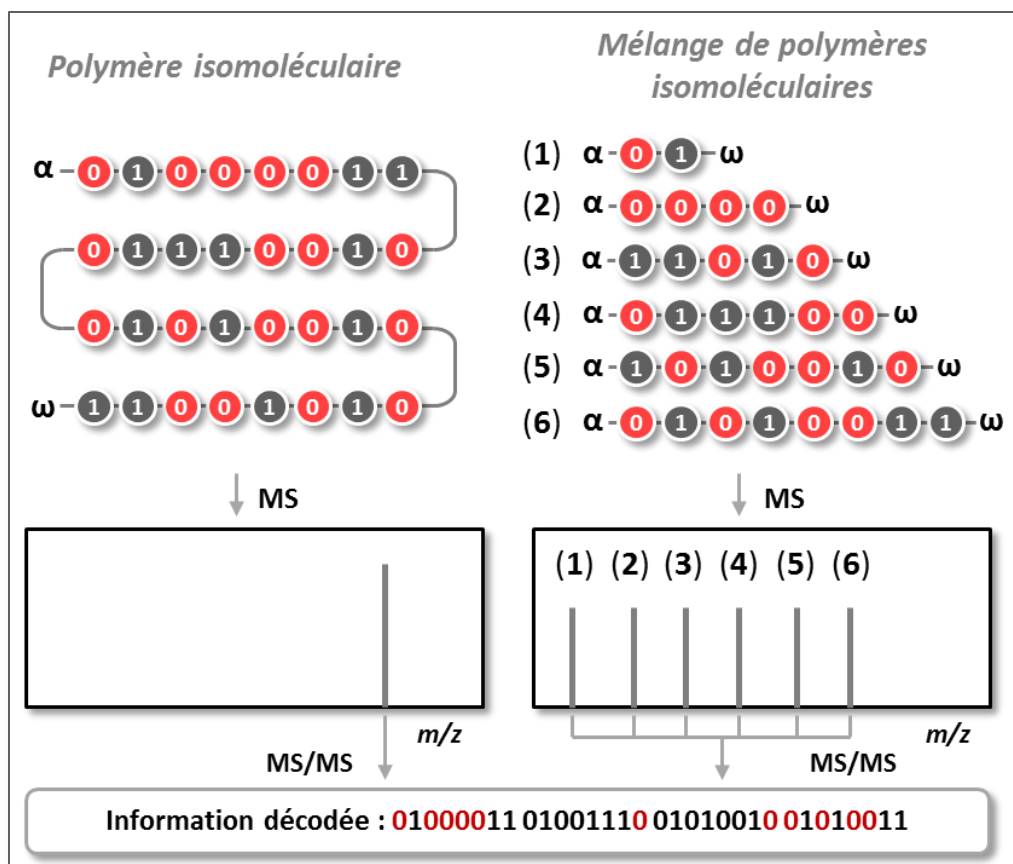 Polymère isomoléculaire
α 0 1 0 0 0 0 1 1
0 1 1 1 0 0 1 0
0 1 0 1 0 0 1 0
ω 1 1 0 0 1 0 1 0
MS
m/z
MS/MS
Mélange de polymères
isomoléculaires
(1) α 0 1 ω
(2) α 0 0 0 0 ω
(3) α 1 1 0 1 0 ω
(4) α 0 1 1 1 0 0 ω
(5) α 1 0 1 0 0 1 0 ω
(6) α 0 1 0 1 0 0 1 1 ω
MS
(1) (2) (3) (4) (5) (6)
m/z
MS/MS
Information décodée : 01000011 01001110 01010010 01010011